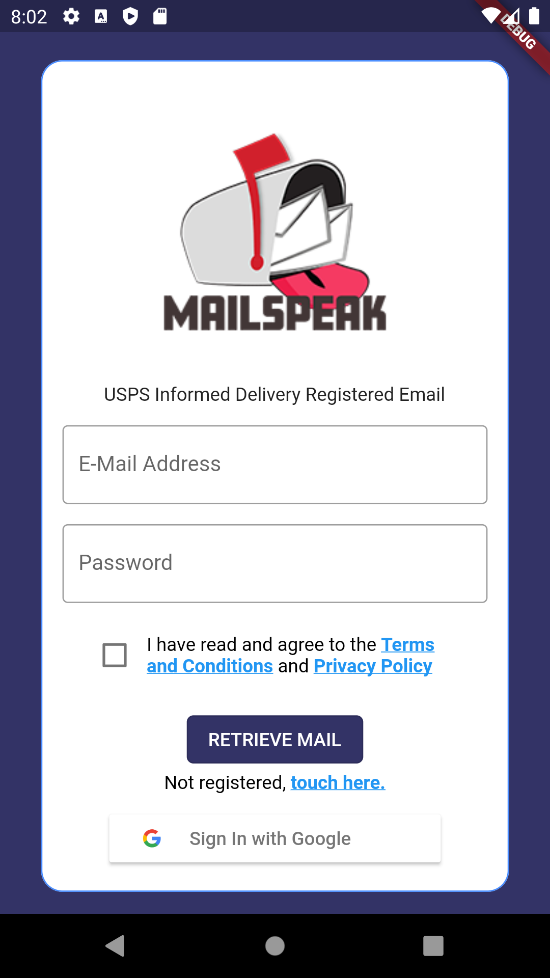 8:02
DEBUG
MAILSPEAK
USPS Informed Delivery Registered Email
E-Mail Address
Password
I have read and agree to the Terms
and Conditions and Privacy Policy
RETRIEVE MAIL
Not registered, touch here.
Sign In with Google